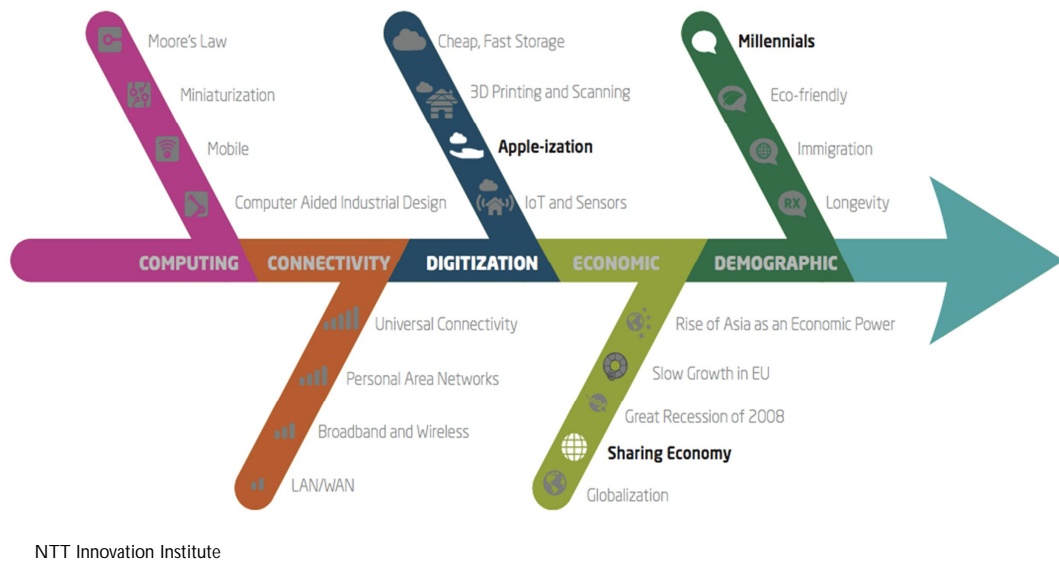 Moore's Law
Miniaturization
Mobile
Computer Aided Industrial Design
Cheap, Fast Storage
3D Printing and Scanning
Apple-ization
IoT and Sensors
Millennials
Eco-friendly
Immigration
RX
Longevity
COMPUTING
CONNECTIVITY
DIGITIZATION
ECONOMIC
DEMOGRAPHIC
Universal Connectivity
Personal Area Networks
Broadband and Wireless
LAN/WAN
Rise of Asia as an Economic Power
Slow Growth in EU
Great Recession of 2008
Sharing Economy
Globalization
NTT Innovation Institute